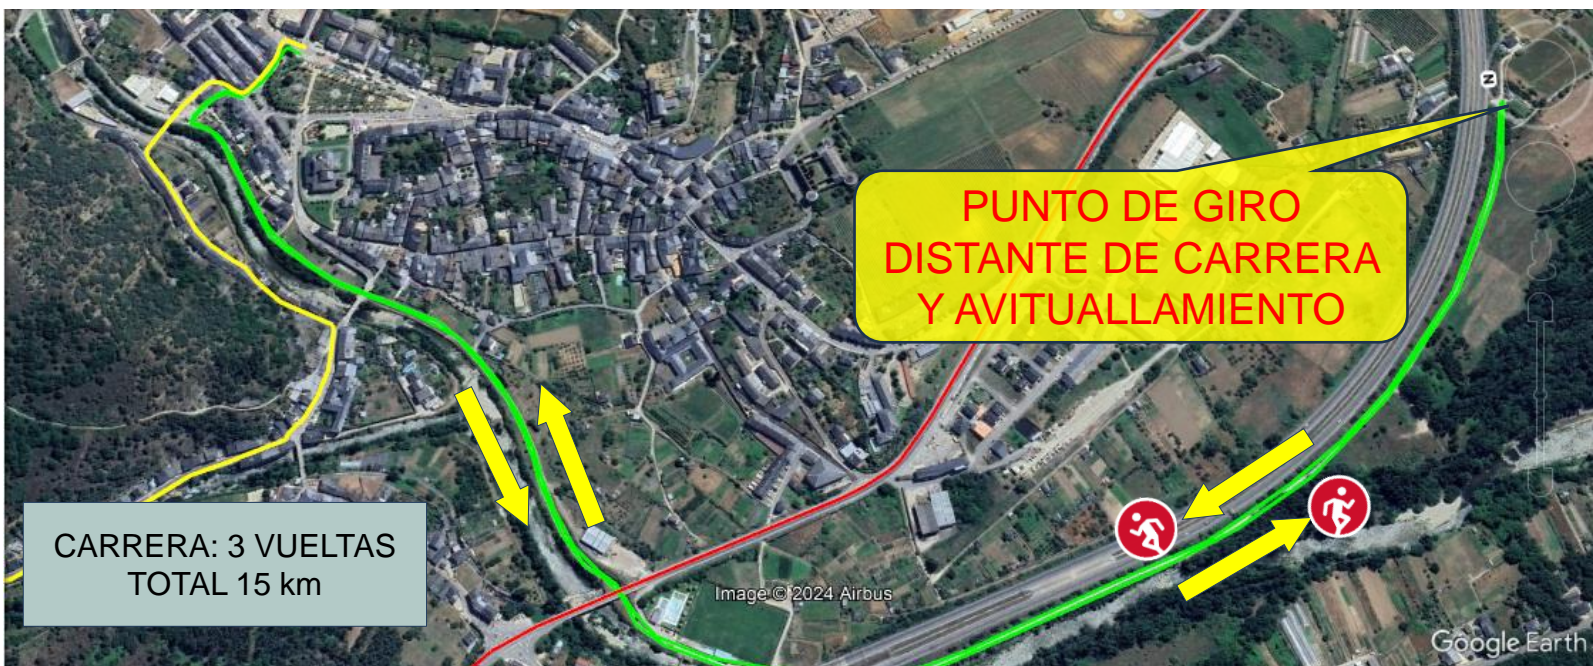 N
PUNTO DE GIRO
DISTANTE DE CARRERA
Y AVITUALLAMIENTO
CARRERA: 3 VUELTAS
TOTAL 15 km
Image © 2024 Airbus
Google Earth